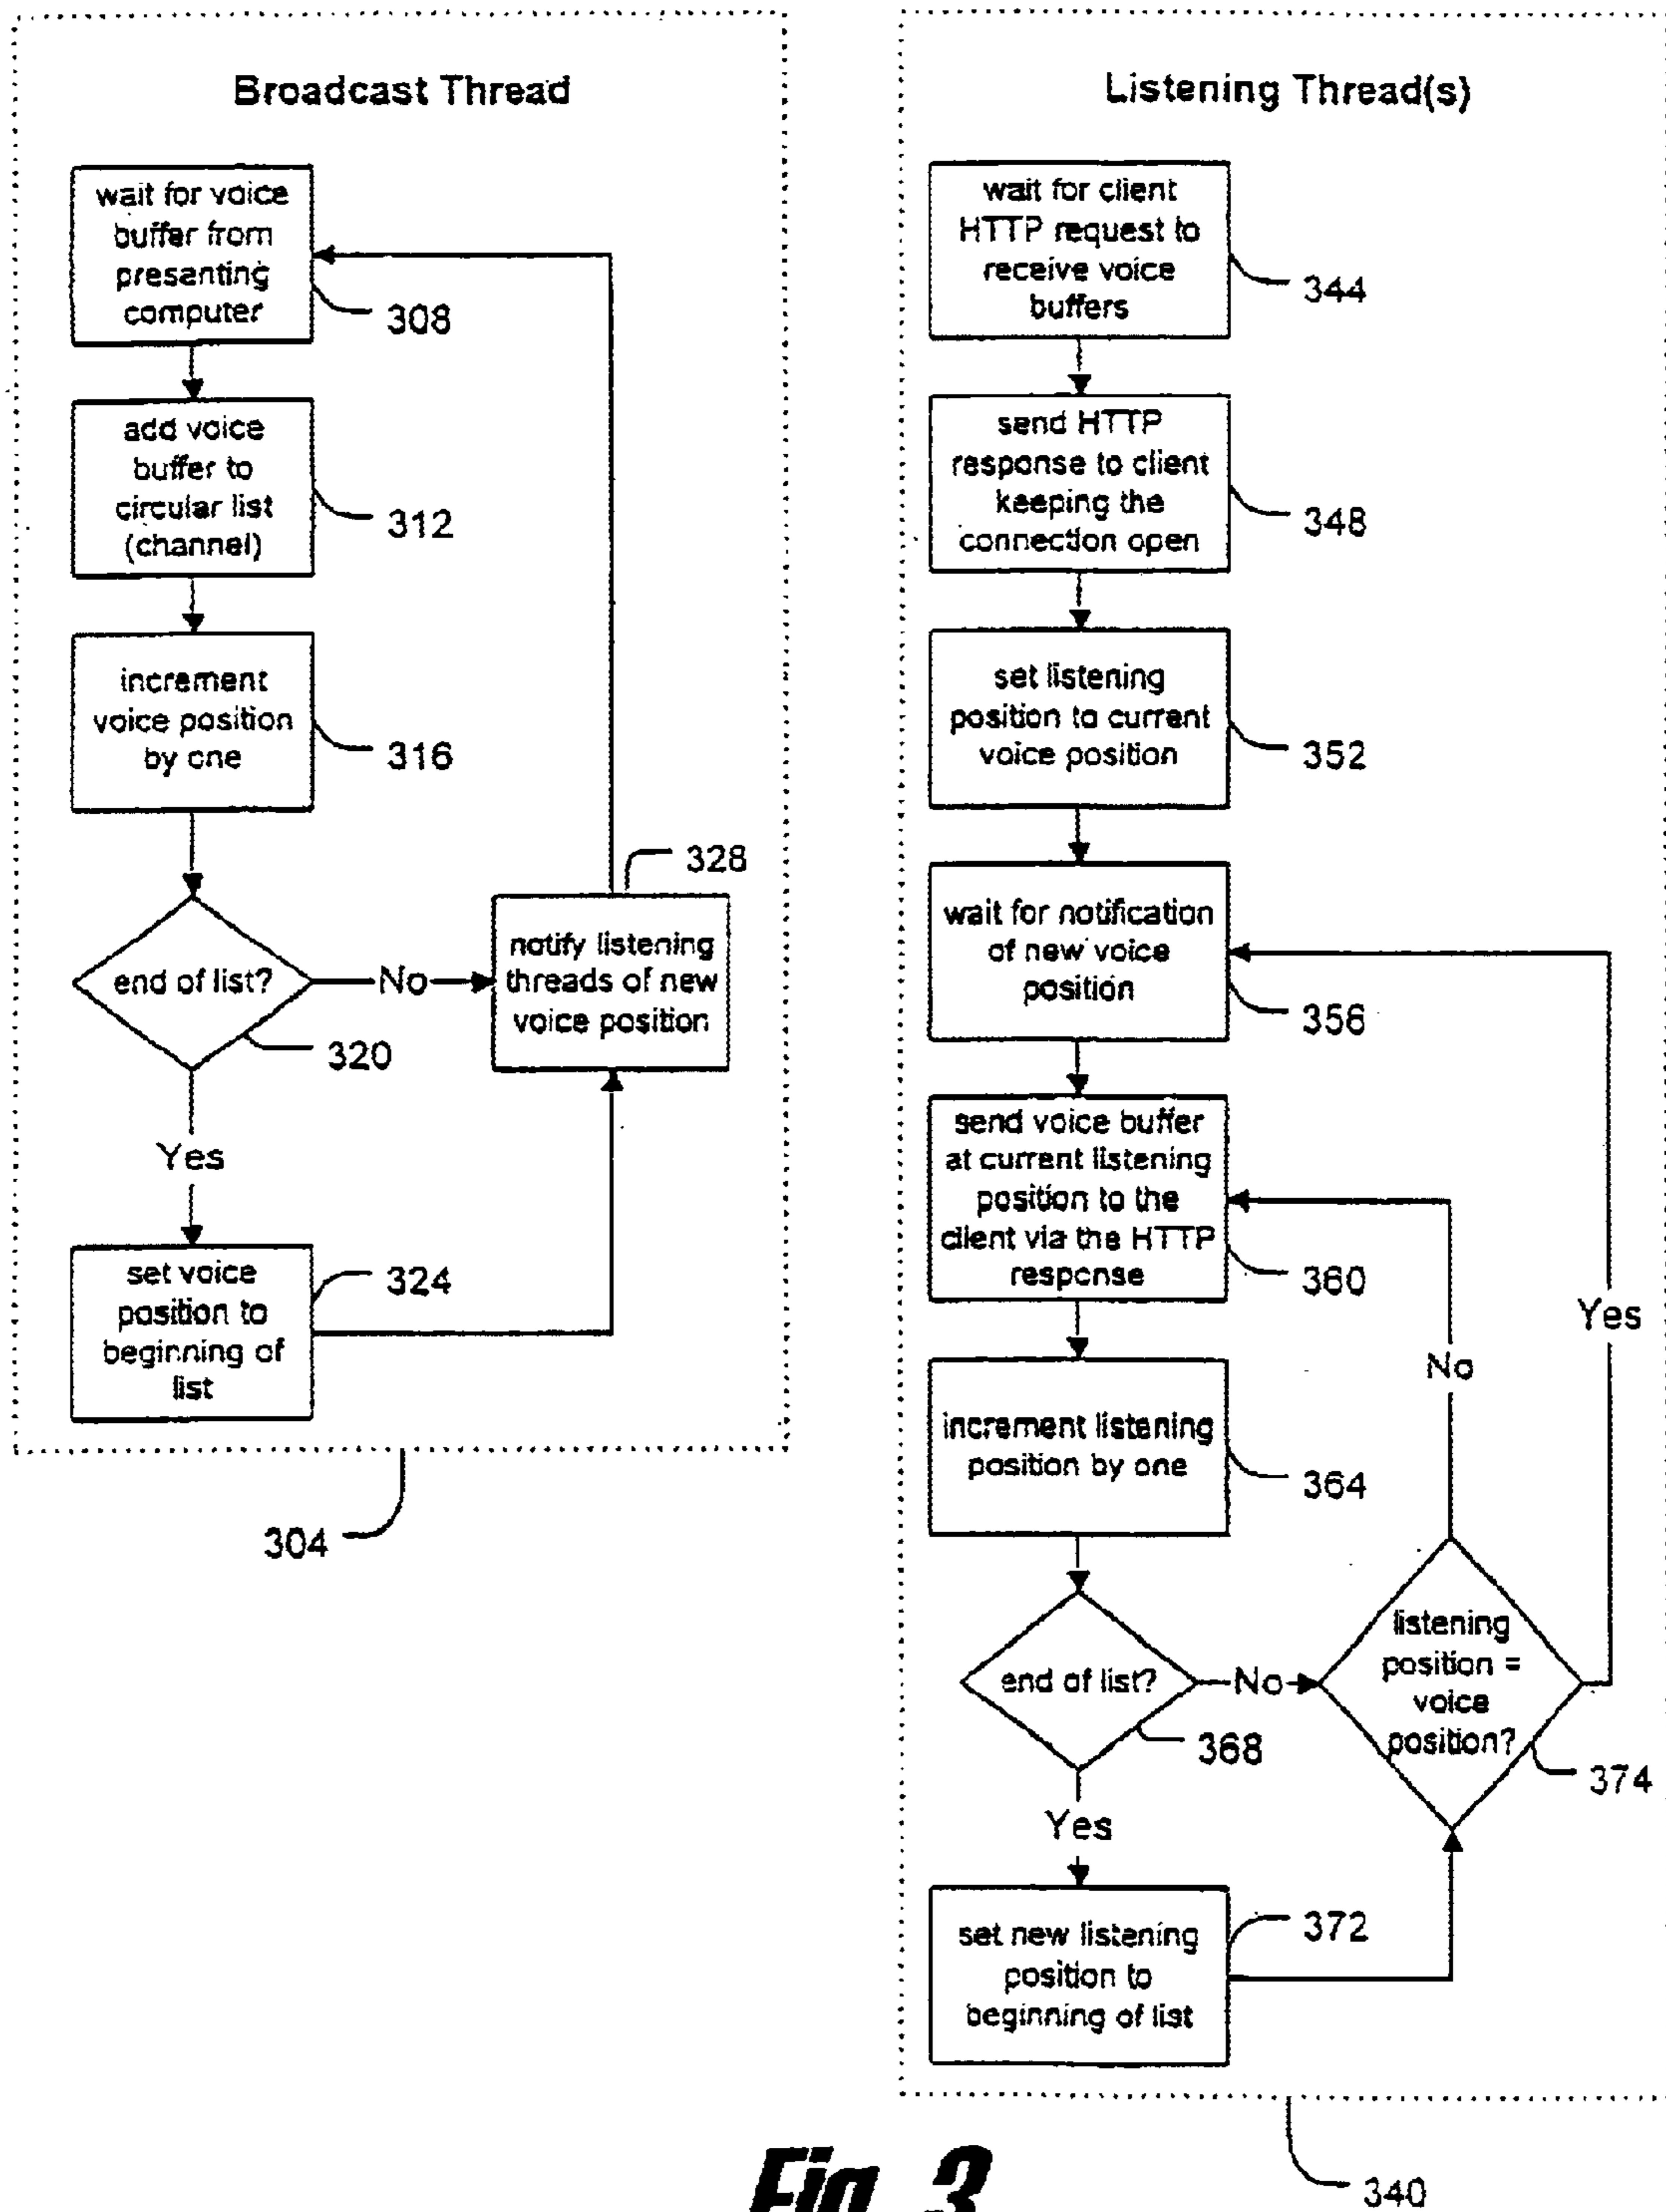 Broadcast Thread
wait for voice
buffer from
presenting
computer
308
add voice
buffer to
circular list
(channel)
312
increment
voice position
by one
316
end of list?
320
No
328
notify listening
threads of new
voice position
Yes
set voice
position to
beginning of
list
324
304
Listening Thread(s)
wait for client
HTTP request to
receive voice
buffers
344
send HTTP
response to client
keeping the
connection open
348
set listening
position to current
voice position
352
wait for notification
of new voice
position
356
send voice buffer
at current listening
position to the
client via the HTTP
response
360
increment listening
position by one
364
end of list?
368
No
listening
position =
voice
position?
374
No
Yes
Yes
set new listening
position to
beginning of list
372
340
Fig. 3